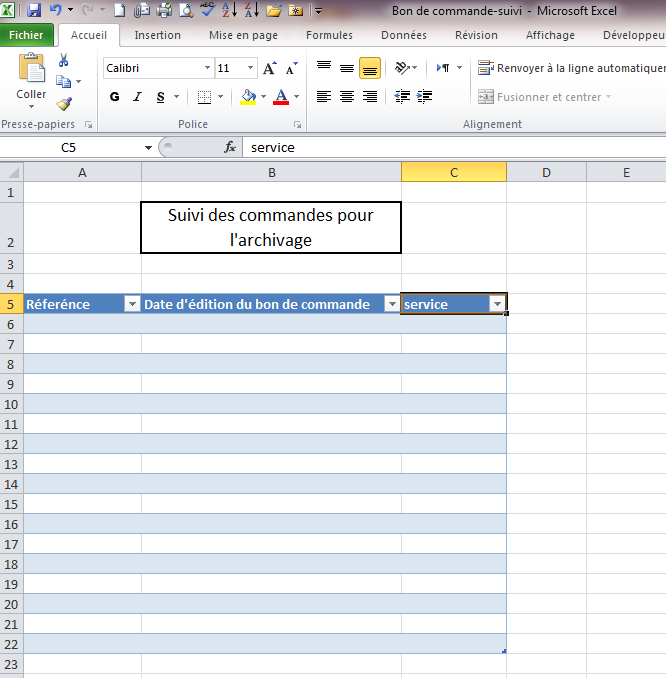 Bon de commande-suivi - Microsoft Excel
Fichier Accueil Insertion Mise en page Formules Données Révision Affichage Développeu
Coller
Calibri 11
Renvoyer à la ligne automatiquer
G I S
Fusionner et centrer
Presse-papiers Police Alignement
C5 fx service
A B C D E
1
2 Suivi des commandes pour
l'archivage
3
4
5 Référénce Date d'édition du bon de commande service
6
7
8
9
10
11
12
13
14
15
16
17
18
19
20
21
22
23